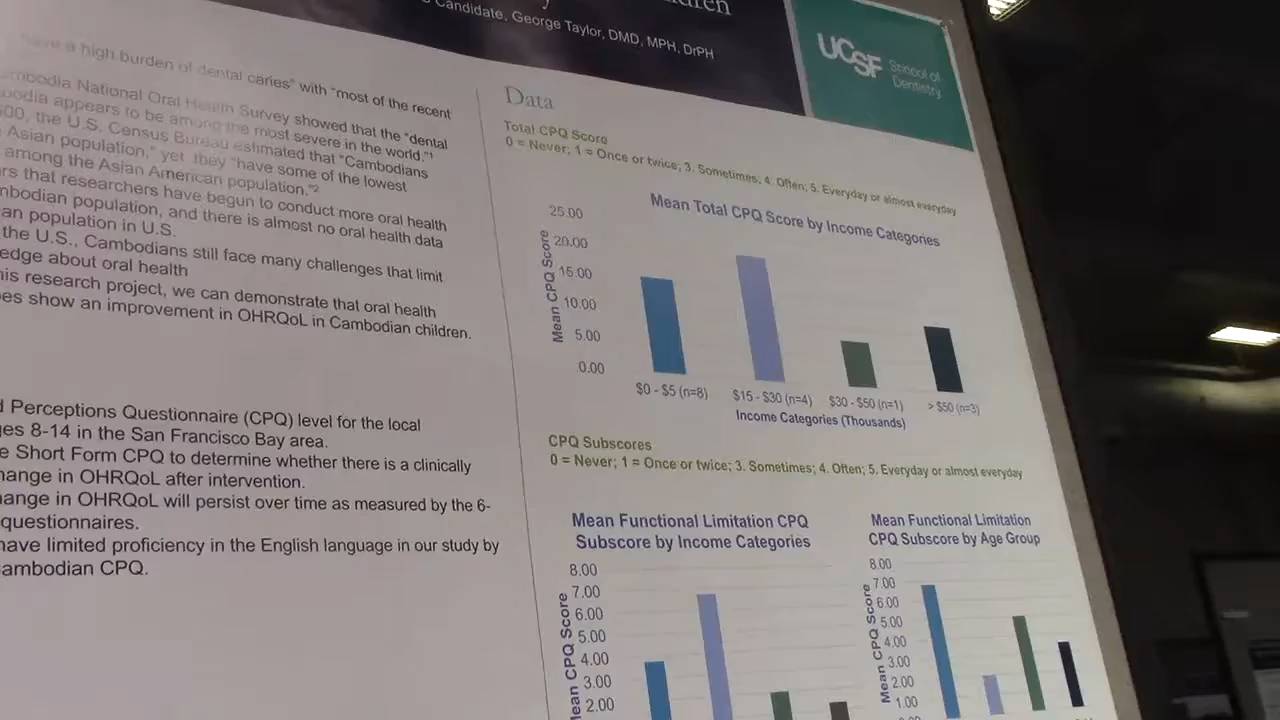 Candidate, George Taylor, DMD, MPH, DrPH
UCSF School of
Dentistry
have a high burden of dental caries" with "most of the recent
National Oral Health Survey showed that the "dental
appears to be among the most severe in the world."1
the U.S. Census Bureau estimated that "Cambodians
Asian population," yet they "have some of the lowest
among the Asian American population."2
that researchers have begun to conduct more oral health
population, and there is almost no oral health data
population in U.S.
the U.S., Cambodians still face many challenges that limit
about oral health
research project, we can demonstrate that oral health
show an improvement in OHRQoL in Cambodian children.
Perceptions Questionnaire (CPQ) level for the local
8-14 in the San Francisco Bay area.
Short Form CPQ to determine whether there is a clinically
in OHRQoL after intervention.
in OHRQoL will persist over time as measured by the 6-
questionnaires.
have limited proficiency in the English language in our study by
CPQ.
Data
Total CPQ Score
0 = Never; 1 = Once or twice; 3. Sometimes; 4. Often; 5. Everyday or almost everyday
Mean Total CPQ Score by Income Categories
Mean CPQ Score
25.00
20.00
15.00
10.00
5.00
0.00
$0 - $5 (n=8) $15 - $30 (n=4) $30 - $50 (n=1) > $50 (n=3)
Income Categories (Thousands)
CPQ Subscores
0 = Never; 1 = Once or twice; 3. Sometimes; 4. Often; 5. Everyday or almost everyday
Mean Functional Limitation CPQ
Subscore by Income Categories
Mean CPQ Score
8.00
7.00
6.00
5.00
4.00
3.00
2.00
Mean Functional Limitation
CPQ Subscore by Age Group
Mean CPQ Score
8.00
7.00
6.00
5.00
4.00
3.00
2.00
1.00